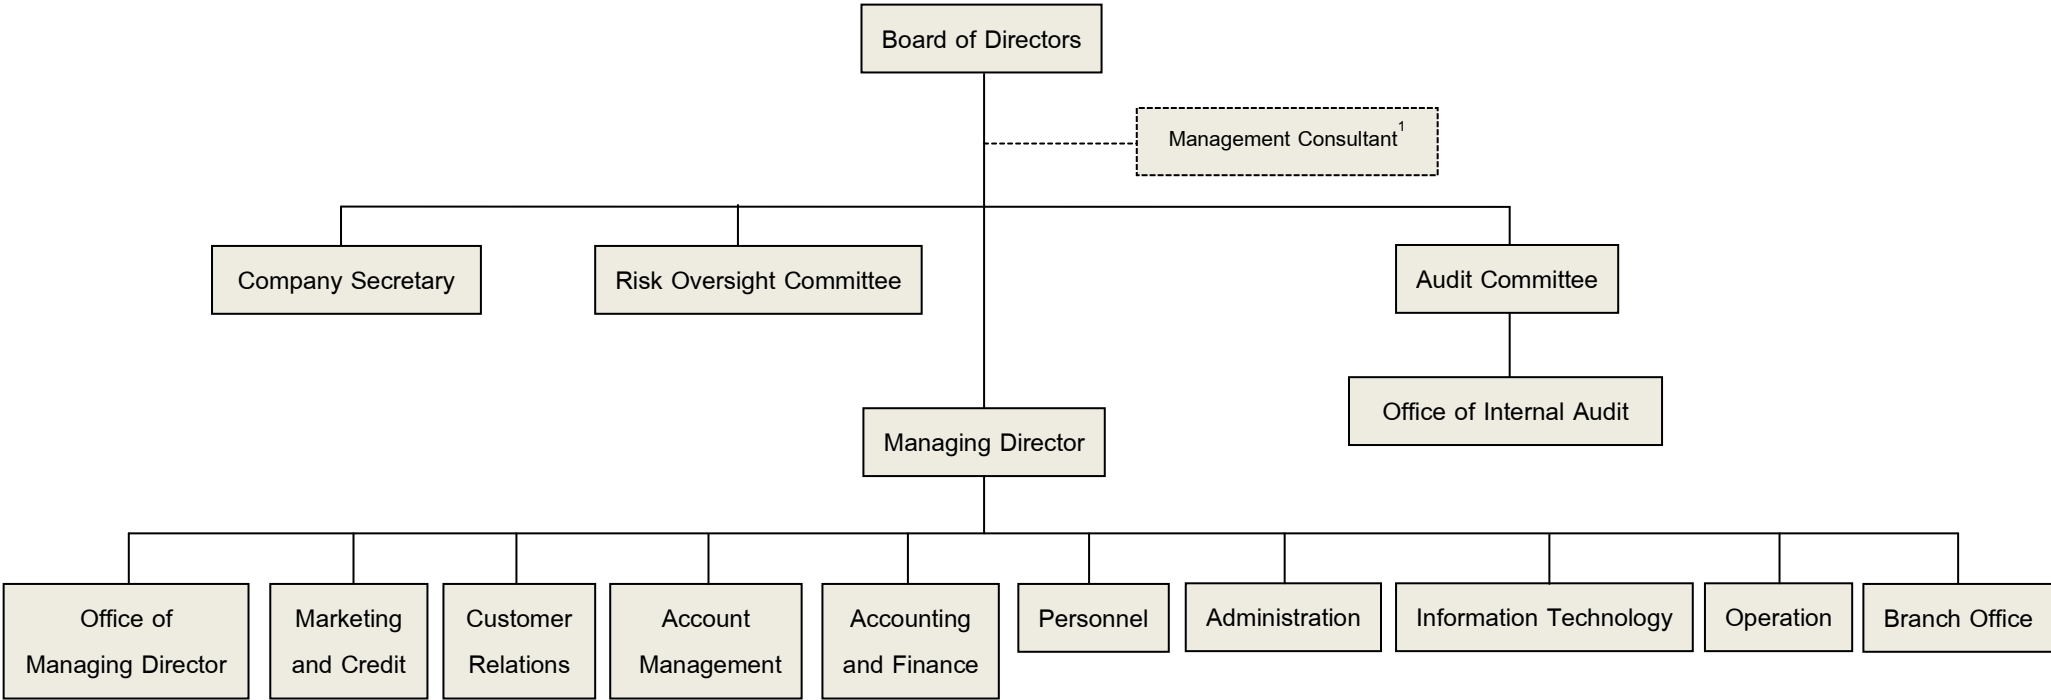 Board of Directors
Management Consultant1
Company Secretary
Risk Oversight Committee
Audit Committee
Office of Internal Audit
Managing Director
Office of
Managing Director
Marketing
and Credit
Customer
Relations
Account
Management
Accounting
and Finance
Personnel
Administration
Information Technology
Operation
Branch Office